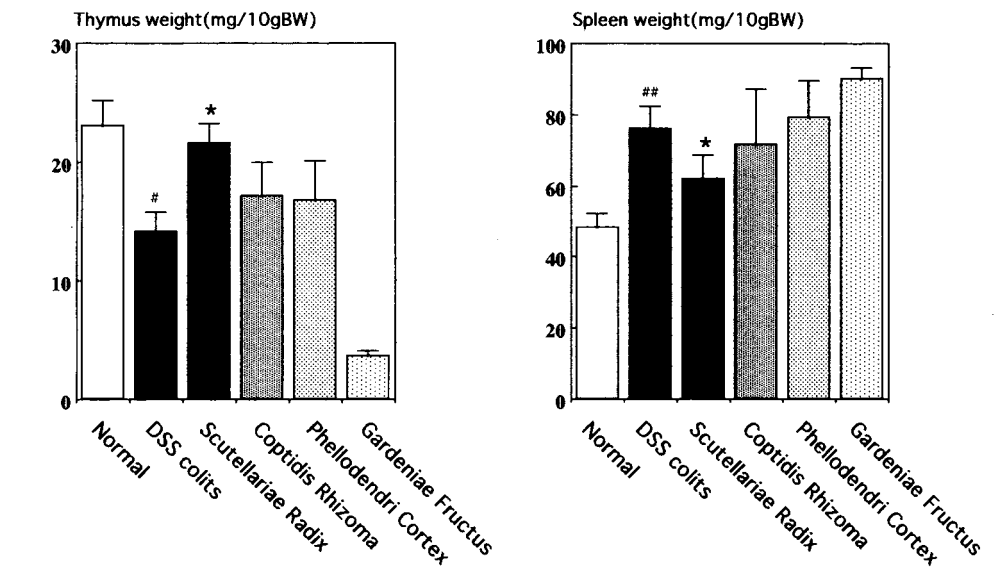 Thymus weight(mg/10gBW)
30
20
10
0
#
*
Normal
DSS colits
Scutellariae Radix
Coptidis Rhizoma
Phellodendri Cortex
Gardeniae Fructus
Spleen weight(mg/10gBW)
100
80
60
40
20
0
##
*
Normal
DSS colits
Scutellariae Radix
Coptidis Rhizoma
Phellodendri Cortex
Gardeniae Fructus